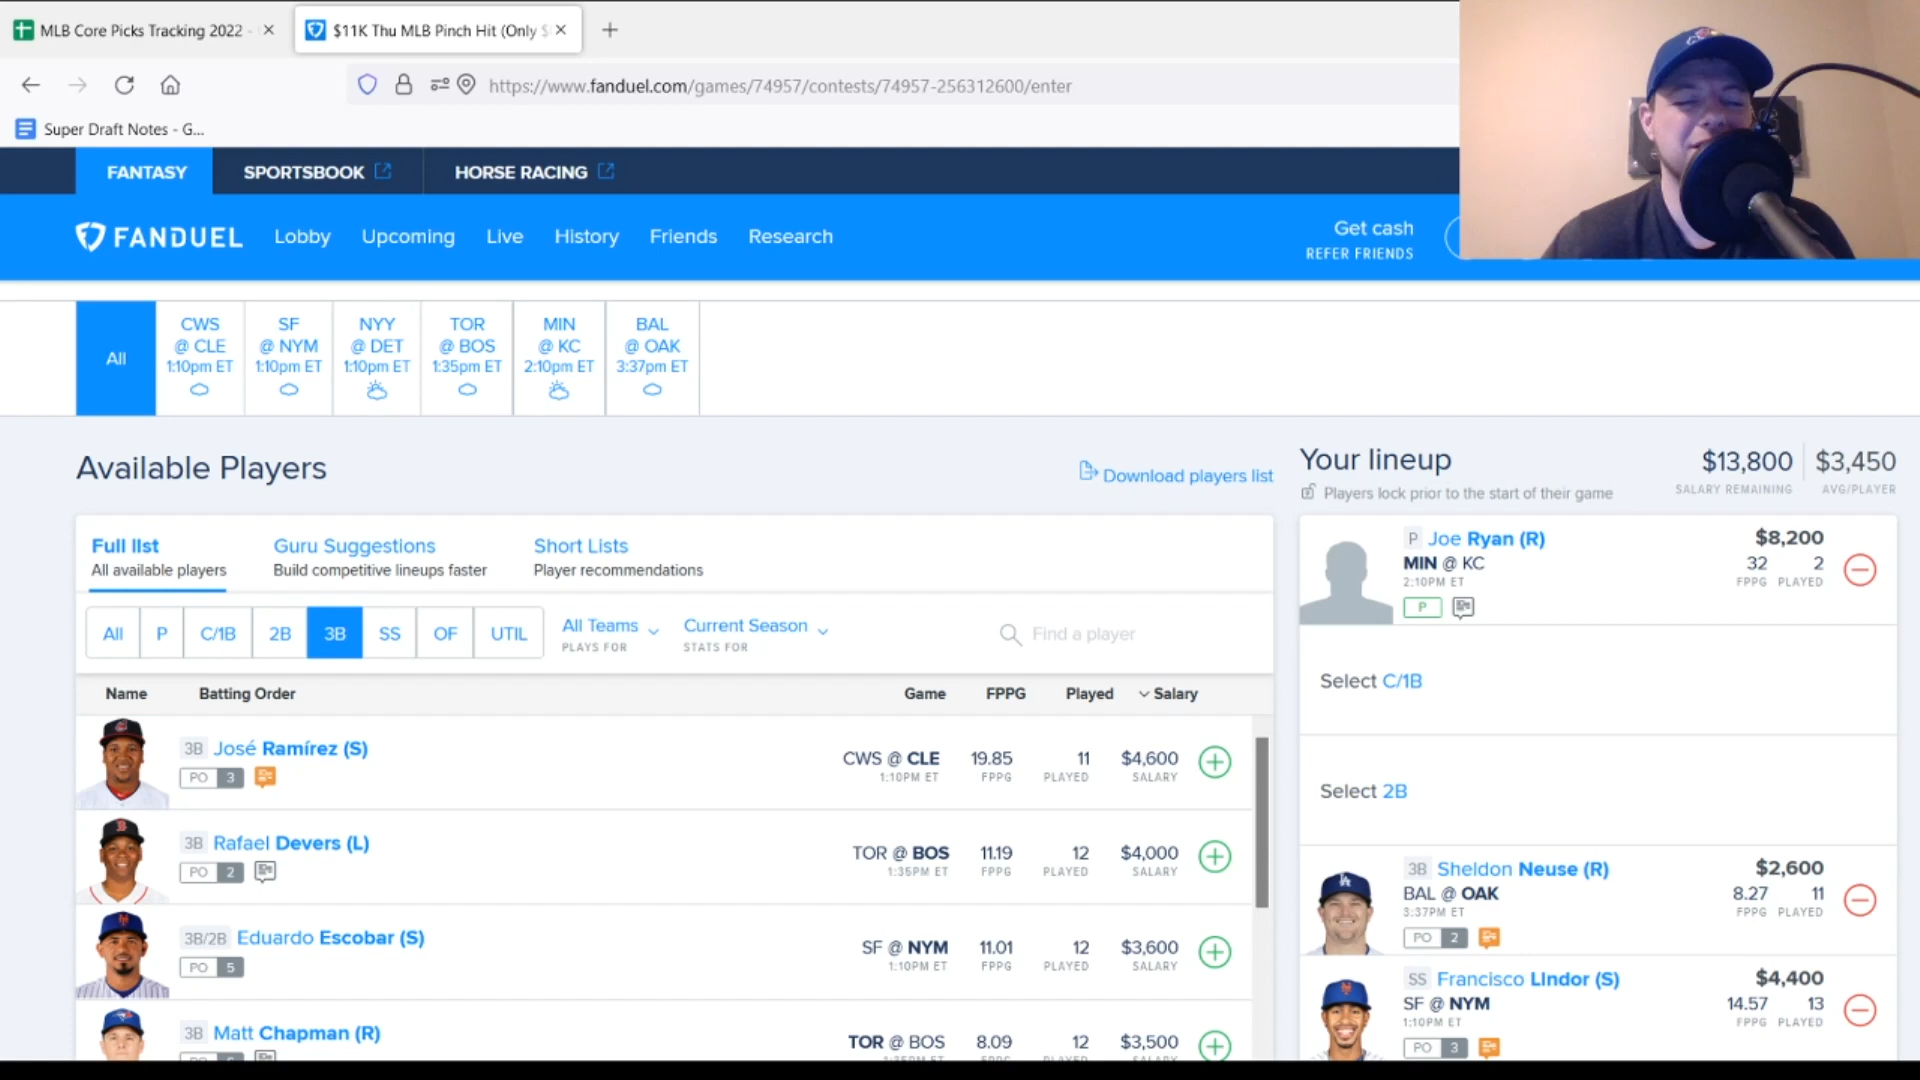 MLB Core Picks Tracking 2022 -
$11K Thu MLB Pinch Hit (Only $
https://www.fanduel.com/games/74957/contests/74957-256312600/enter
Super Draft Notes - G...
FANTASY SPORTSBOOK HORSE RACING
FANDUEL Lobby Upcoming Live History Friends Research
Get cash
REFER FRIENDS
All
CWS @ CLE 1:10pm ET
SF @ NYM 1:10pm ET
NYY @ DET 1:10pm ET
TOR @ BOS 1:35pm ET
MIN @ KC 2:10pm ET
BAL @ OAK 3:37pm ET
Available Players
Download players list
Full list
All available players
Guru Suggestions
Build competitive lineups faster
Short Lists
Player recommendations
All P C/1B 2B 3B SS OF UTIL
All Teams
PLAYS FOR
Current Season
STATS FOR
Find a player
Name Batting Order Game FPPG Played Salary
3B José Ramírez (S)
PO 3
CWS @ CLE 19.85 11 $4,600
1:10PM ET FPPG PLAYED SALARY
3B Rafael Devers (L)
PO 2
TOR @ BOS 11.19 12 $4,000
1:35PM ET FPPG PLAYED SALARY
3B/2B Eduardo Escobar (S)
PO 5
SF @ NYM 11.01 12 $3,600
1:10PM ET FPPG PLAYED SALARY
3B Matt Chapman (R)
TOR @ BOS 8.09 12 $3,500
Your lineup
Players lock prior to the start of their game
$13,800 $3,450
SALARY REMAINING AVG/PLAYER
P Joe Ryan (R) $8,200
MIN @ KC 32 2
2:10PM ET FPPG PLAYED
P
Select C/1B
Select 2B
3B Sheldon Neuse (R) $2,600
BAL @ OAK 8.27 11
3:37PM ET FPPG PLAYED
PO 2
SS Francisco Lindor (S) $4,400
SF @ NYM 14.57 13
1:10PM ET FPPG PLAYED
PO 3